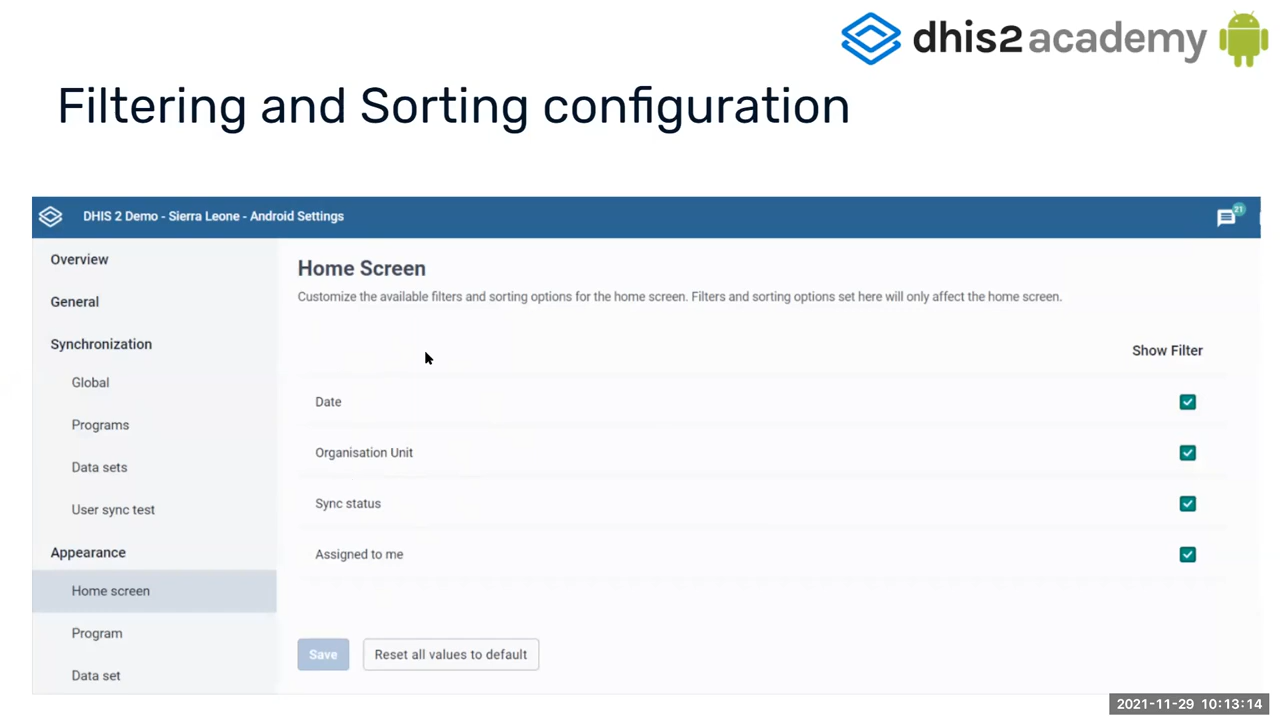 dhis2 academy
Filtering and Sorting configuration
DHIS 2 Demo - Sierra Leone - Android Settings
21
Overview
General
Synchronization
Global
Programs
Data sets
User sync test
Appearance
Home screen
Program
Data set
Home Screen
Customize the available filters and sorting options for the home screen. Filters and sorting options set here will only affect the home screen.
Show Filter
Date
Organisation Unit
Sync status
Assigned to me
Save
Reset all values to default
2021-11-29 10:13:14